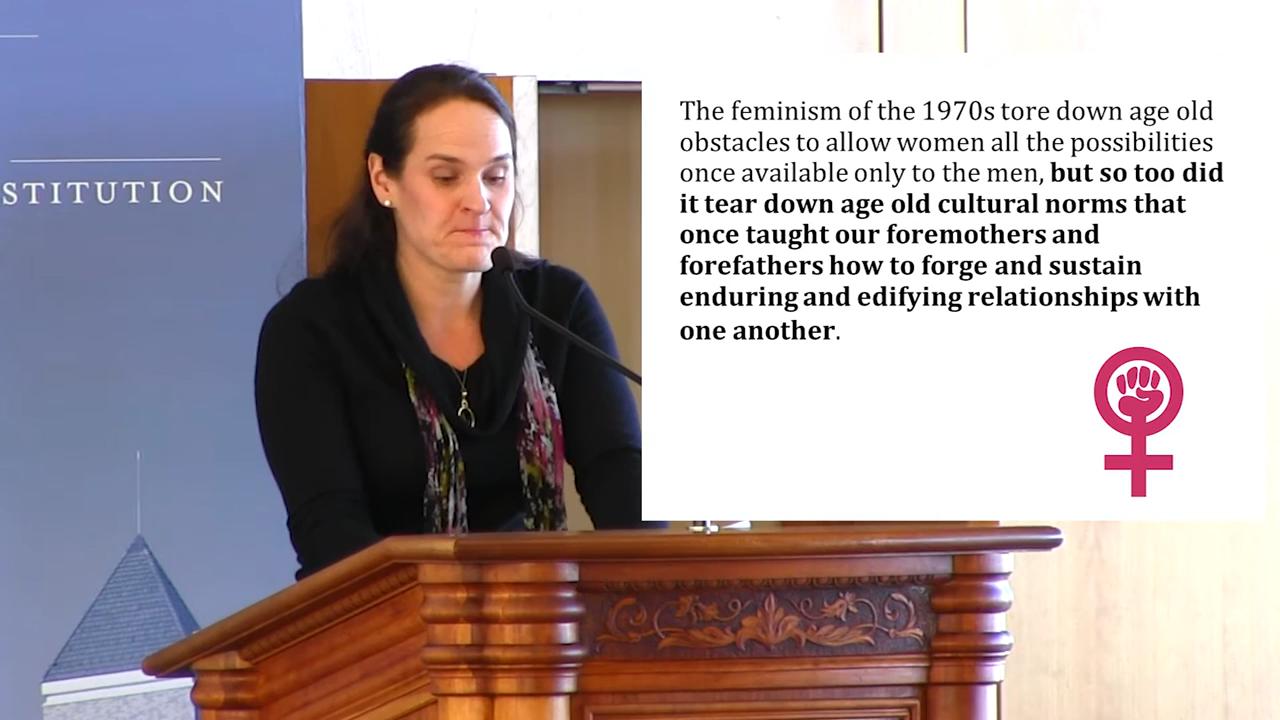 STITUTION
The feminism of the 1970s tore down age old
obstacles to allow women all the possibilities
once available only to the men, but so too did
it tear down age old cultural norms that
once taught our foremothers and
forefathers how to forge and sustain
enduring and edifying relationships with
one another.